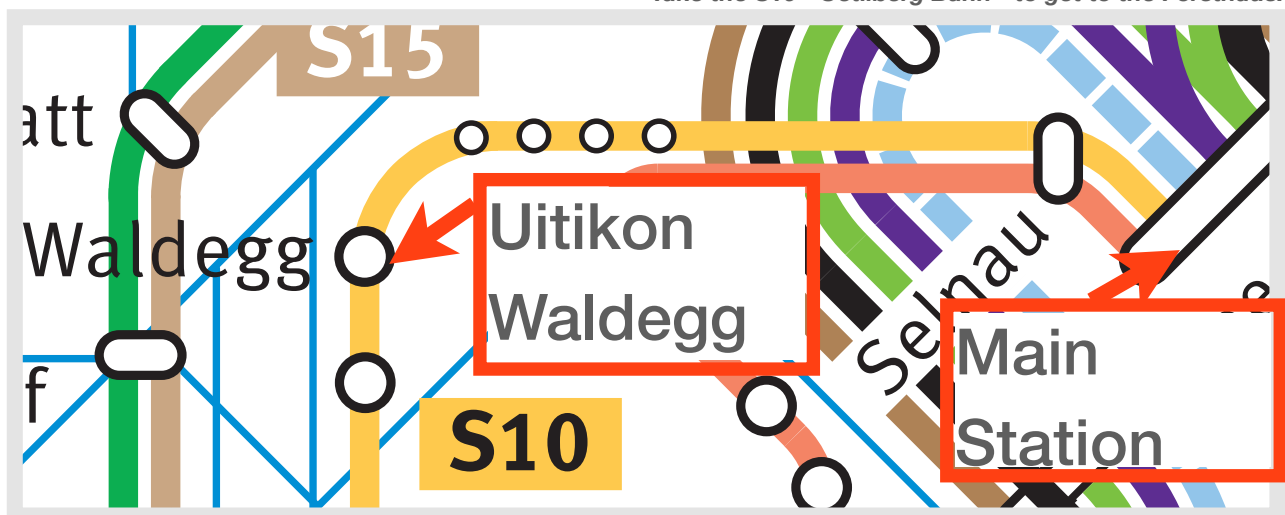 S15
att
Waldegg
Uitikon
Waldegg
Selnau
Main
Station
f
S10